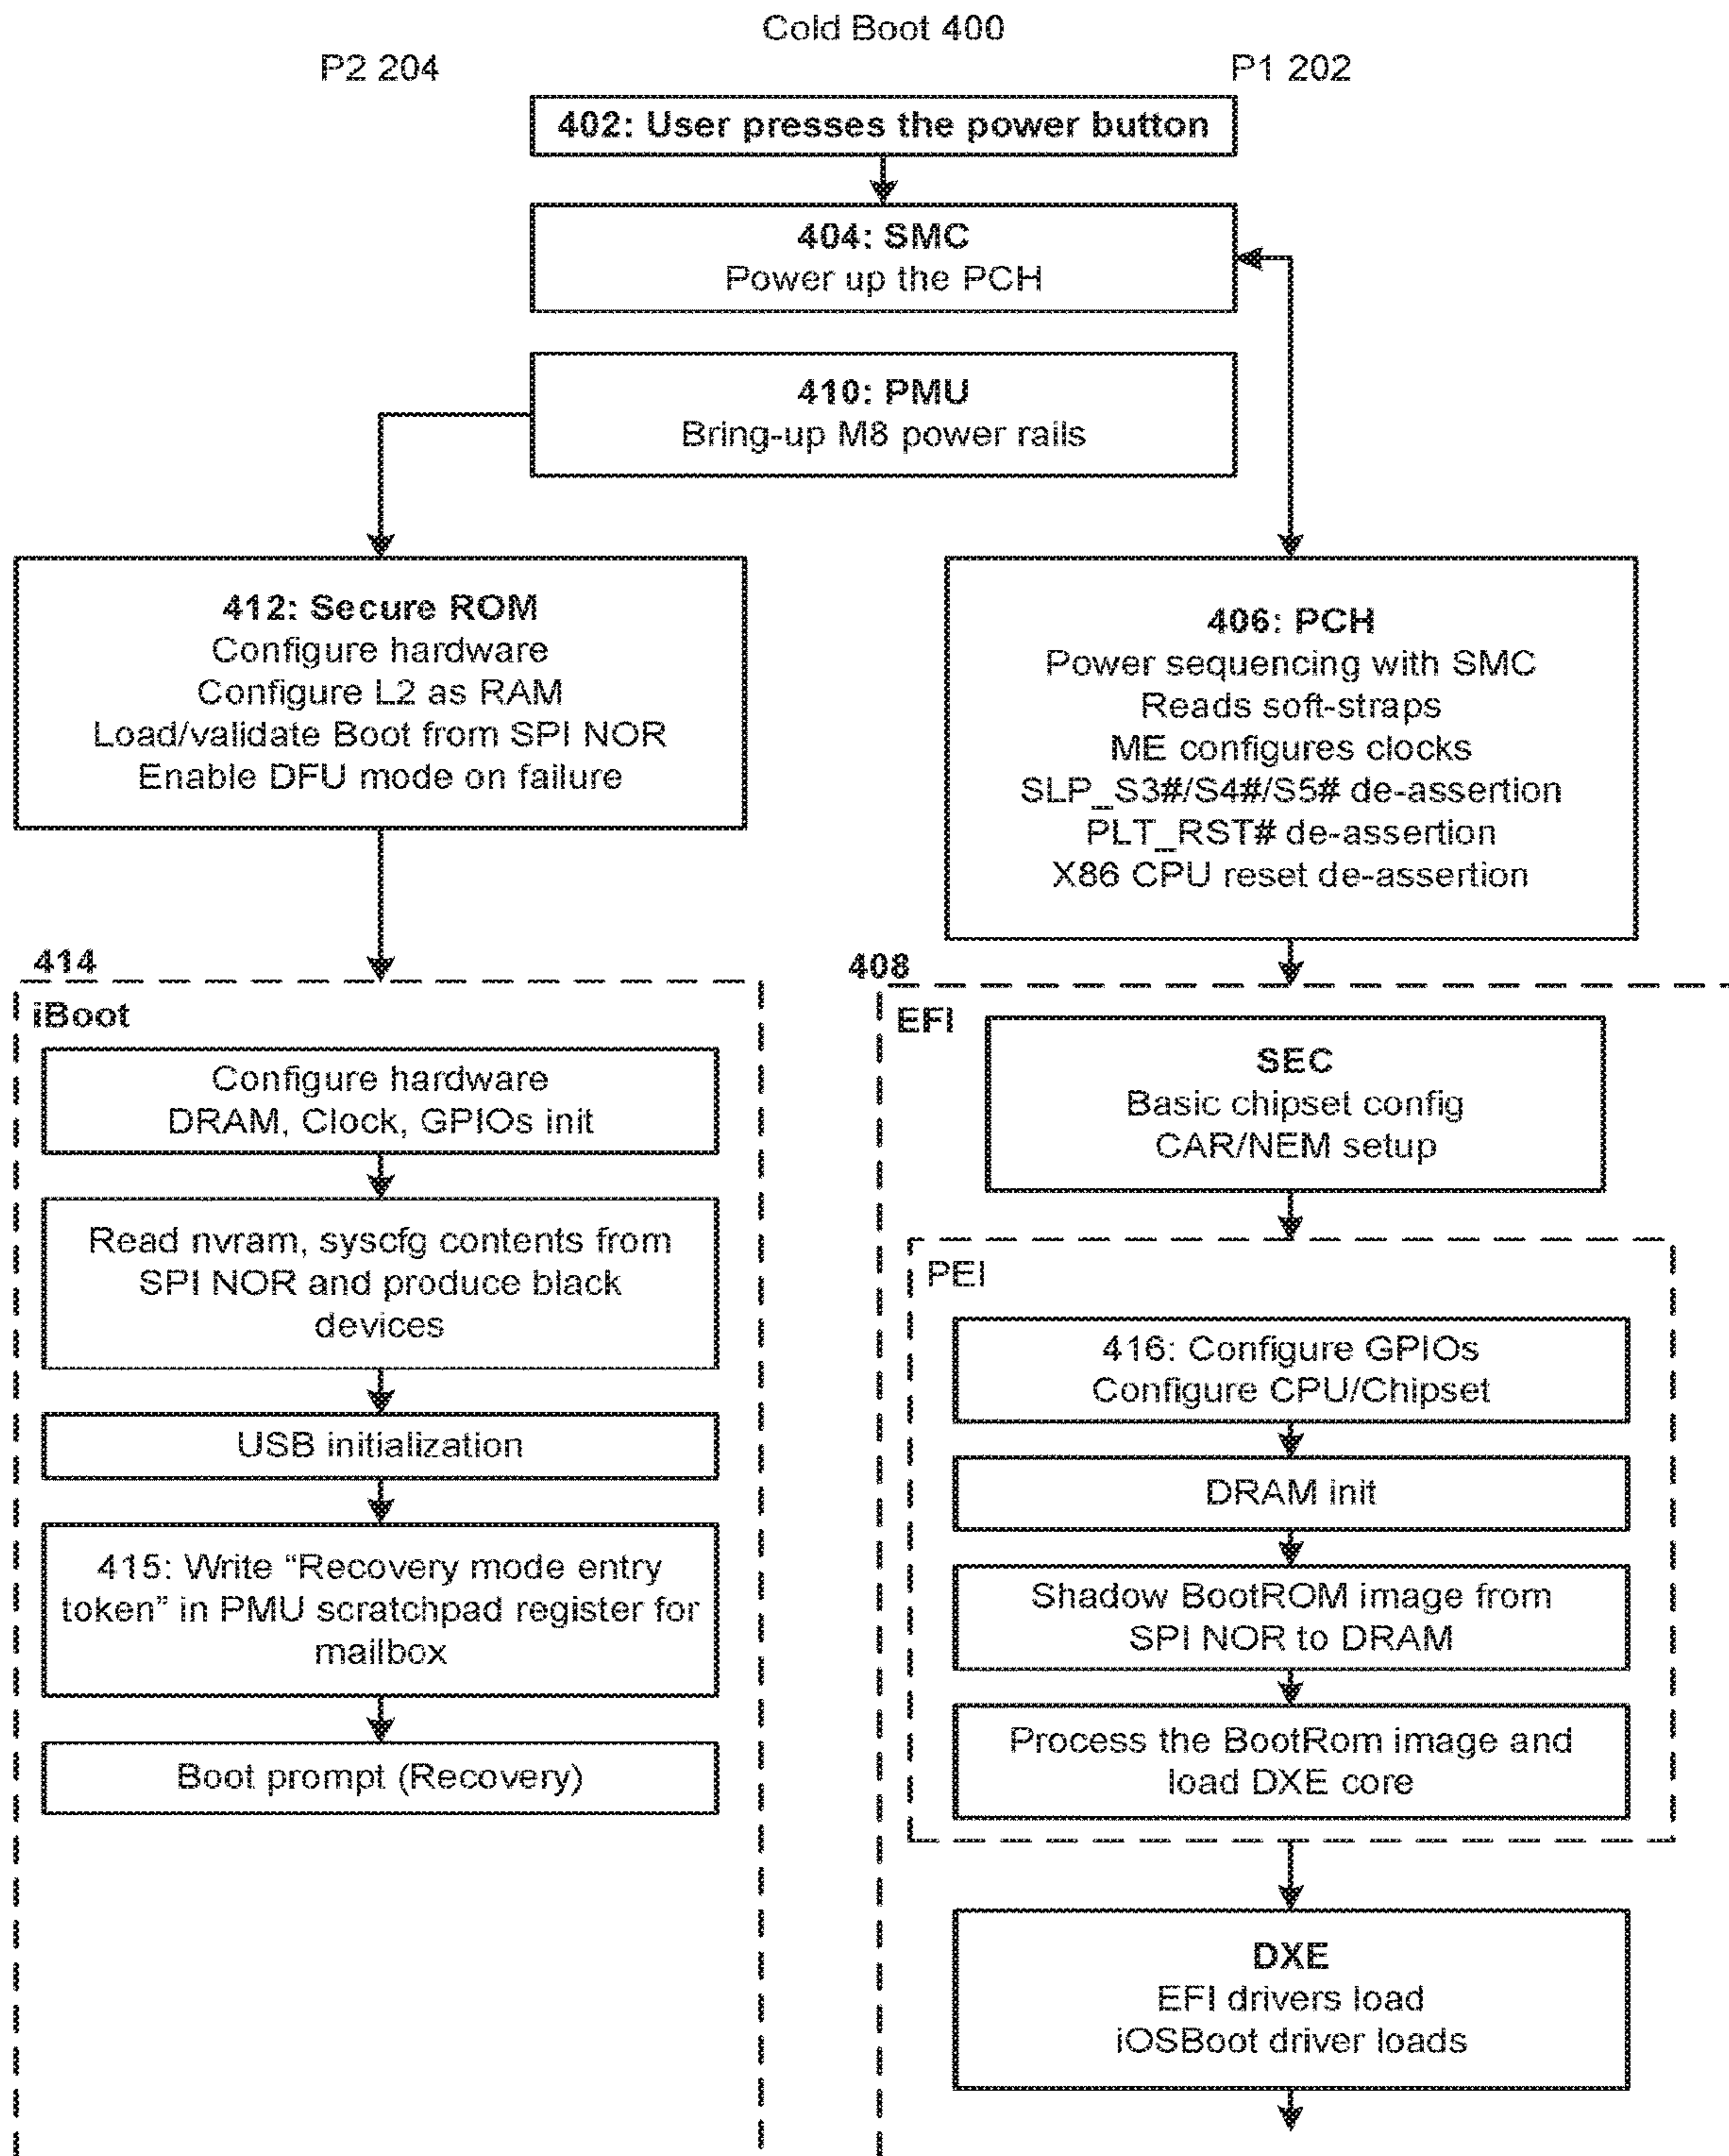 Cold Boot 400
P2 204
P1 202
402: User presses the power button
404: SMC
Power up the PCH
410: PMU
Bring-up M8 power rails
412: Secure ROM
Configure hardware
Configure L2 as RAM
Load/validate Boot from SPI NOR
Enable DFU mode on failure
406: PCH
Power sequencing with SMC
Reads soft-straps
ME configures clocks
SLP_S3#/S4#/S5# de-assertion
PLT_RST# de-assertion
X86 CPU reset de-assertion
414
iBoot
Configure hardware
DRAM, Clock, GPIOs init
Read nvram, syscfg contents from
SPI NOR and produce black
devices
USB initialization
415: Write “Recovery mode entry
token” in PMU scratchpad register for
mailbox
Boot prompt (Recovery)
408
EFI
SEC
Basic chipset config
CAR/NEM setup
PEI
416: Configure GPIOs
Configure CPU/Chipset
DRAM init
Shadow BootROM image from
SPI NOR to DRAM
Process the BootRom image and
load DXE core
DXE
EFI drivers load
iOSBoot driver loads